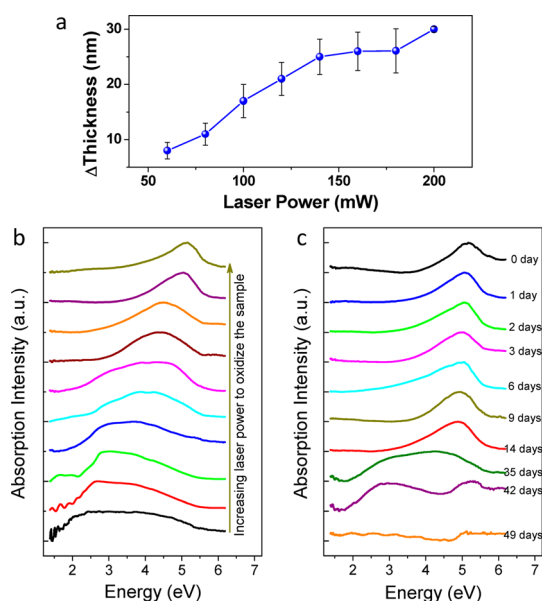 a
ΔThickness (nm)
30
20
10
50
100
150
200
Laser Power (mW)
b
Absorption Intensity (a.u.)
Increasing laser power to oxidize the sample
2
3
4
5
6
7
Energy (eV)
c
Absorption Intensity (a.u.)
0 day
1 day
2 days
3 days
6 days
9 days
14 days
35 days
42 days
49 days
2
3
4
5
6
7
Energy (eV)